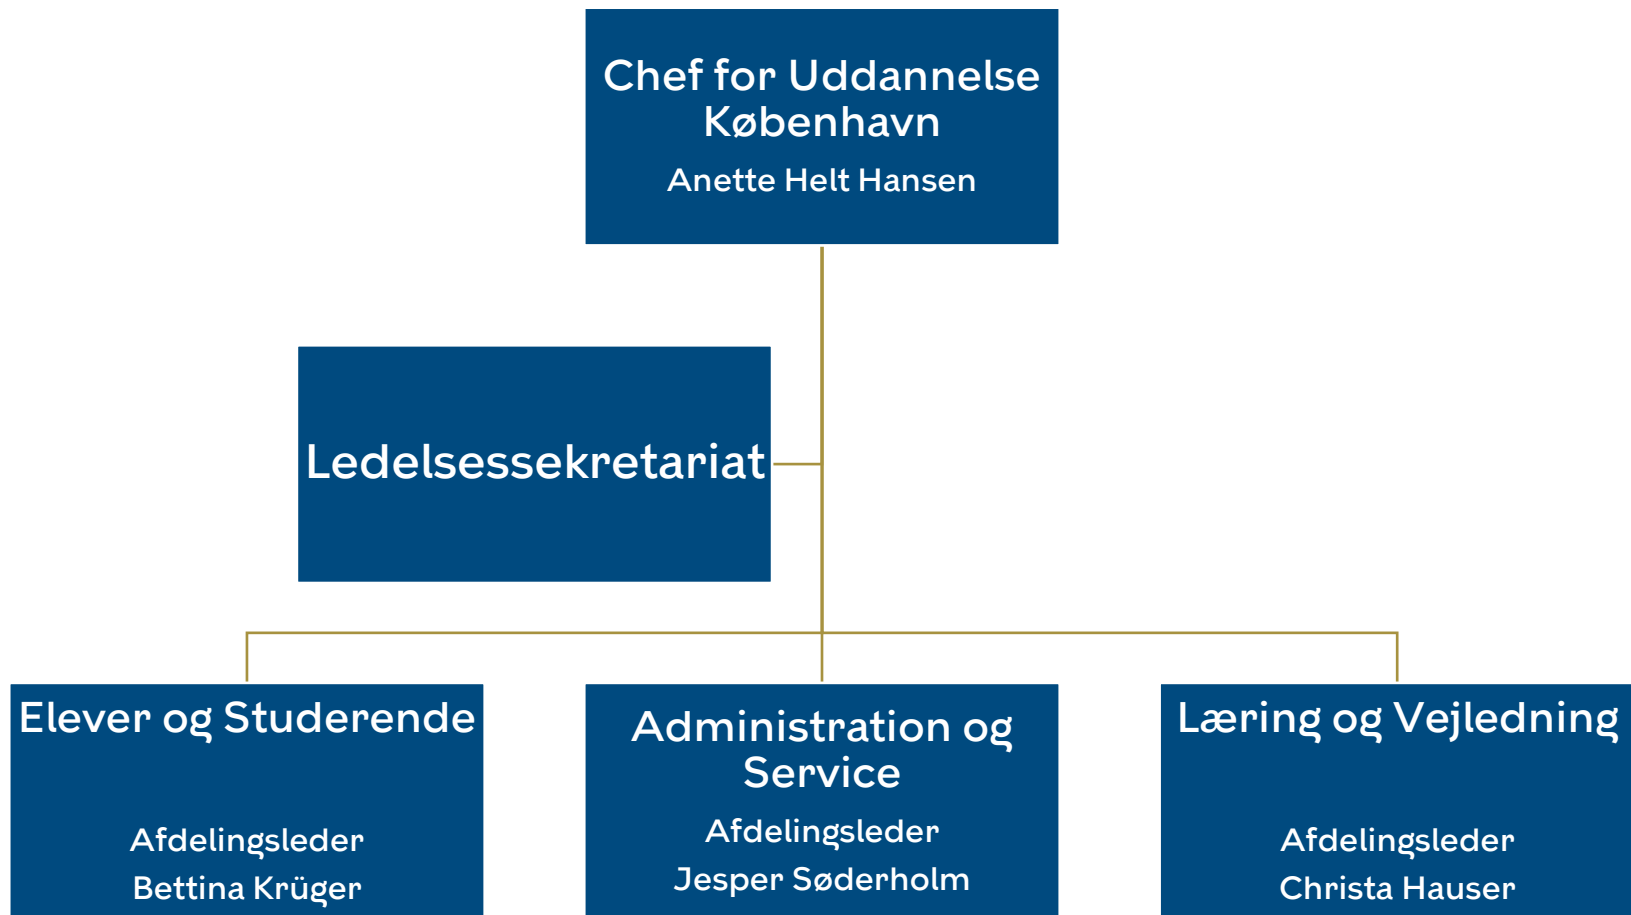 Chef for Uddannelse
København
Anette Helt Hansen
Ledelsessekretariat
Elever og Studerende
Afdelingsleder
Bettina Krüger
Administration og
Service
Afdelingsleder
Jesper Søderholm
Læring og Vejledning
Afdelingsleder
Christa Hauser